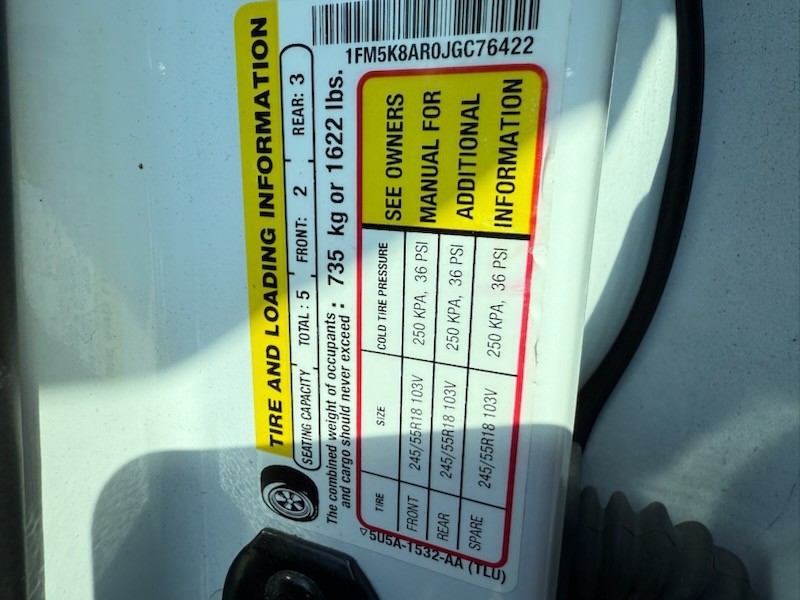 1FM5K8AR0JGC76422
TIRE AND LOADING INFORMATION
SEATING CAPACITY TOTAL : 5 FRONT: 2 REAR: 3
The combined weight of occupants : 735 kg or 1622 lbs.
and cargo should never exceed
TIRE SIZE COLD TIRE PRESSURE
FRONT 245/55R18 103V 250 KPA, 36 PSI
REAR 245/55R18 103V 250 KPA, 36 PSI
SPARE 245/55R18 103V 250 KPA, 36 PSI
SEE OWNERS
MANUAL FOR
ADDITIONAL
INFORMATION
5U5A-1532-AA (TLU)